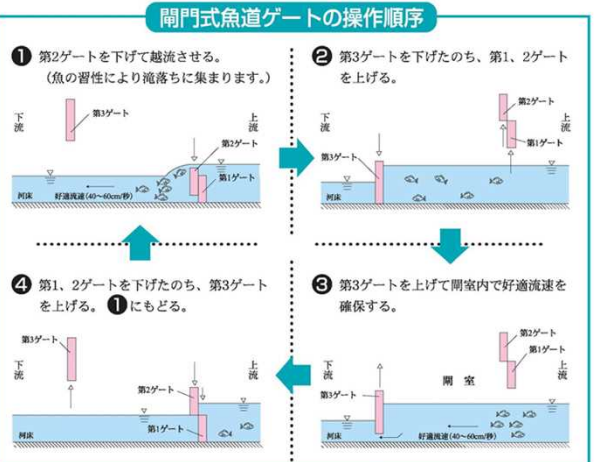 閘門式魚道ゲートの操作順序
❶ 第2ゲートを下げて越流させる。
（魚の習性により滝落ちに集まります。）
下流
上流
第3ゲート
第2ゲート
第1ゲート
河床
好適流速（40〜60cm/秒）
❷ 第3ゲートを下げたのち、第1、2ゲート
を上げる。
下流
上流
第2ゲート
第1ゲート
第3ゲート
河床
❸ 第3ゲートを上げて閘室内で好適流速を
確保する。
下流
上流
第2ゲート
第1ゲート
閘室
第3ゲート
河床
好適流速（40〜60cm/秒）
❹ 第1、2ゲートを下げたのち、第3ゲート
を上げる。❶にもどる。
下流
上流
第3ゲート
第2ゲート
第1ゲート
河床